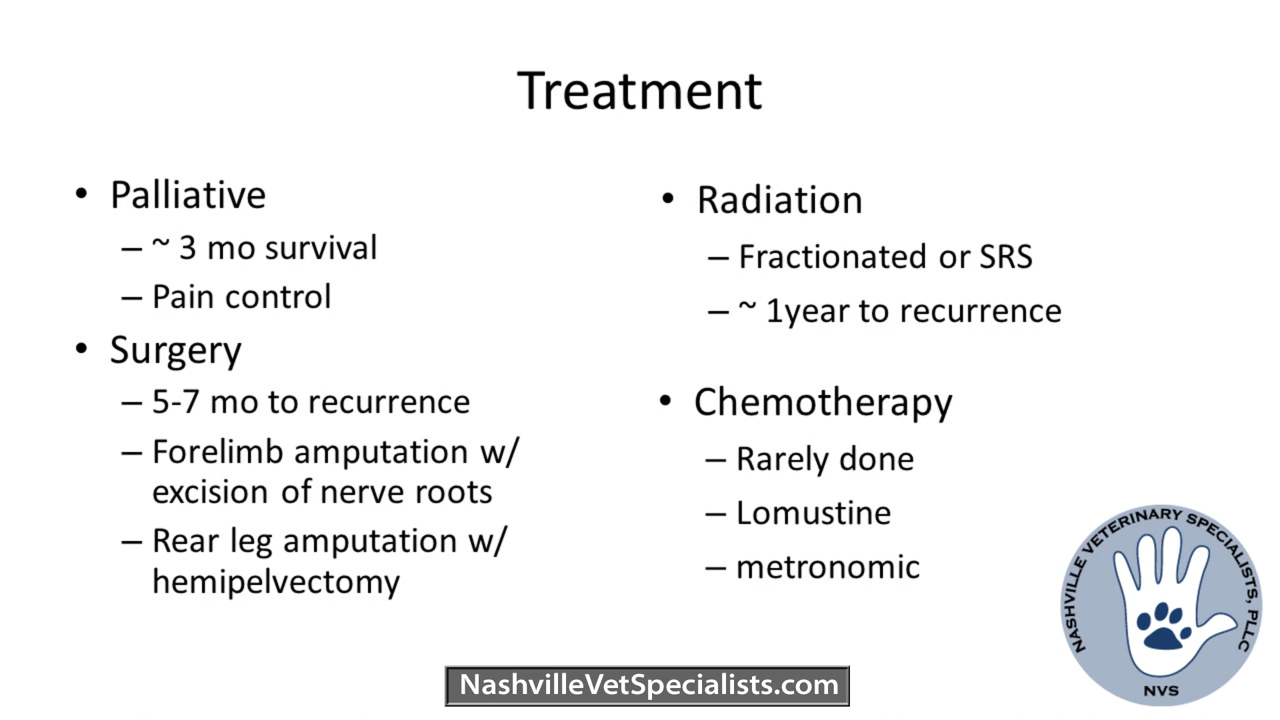 Treatment
• Palliative
– ~ 3 mo survival
– Pain control
• Surgery
– 5-7 mo to recurrence
– Forelimb amputation w/
excision of nerve roots
– Rear leg amputation w/
hemipelvectomy
• Radiation
– Fractionated or SRS
– ~ 1year to recurrence
• Chemotherapy
– Rarely done
– Lomustine
– metronomic
NASHVILLE VETERINARY SPECIALISTS, PLLC
NVS
NashvilleVetSpecialists.com